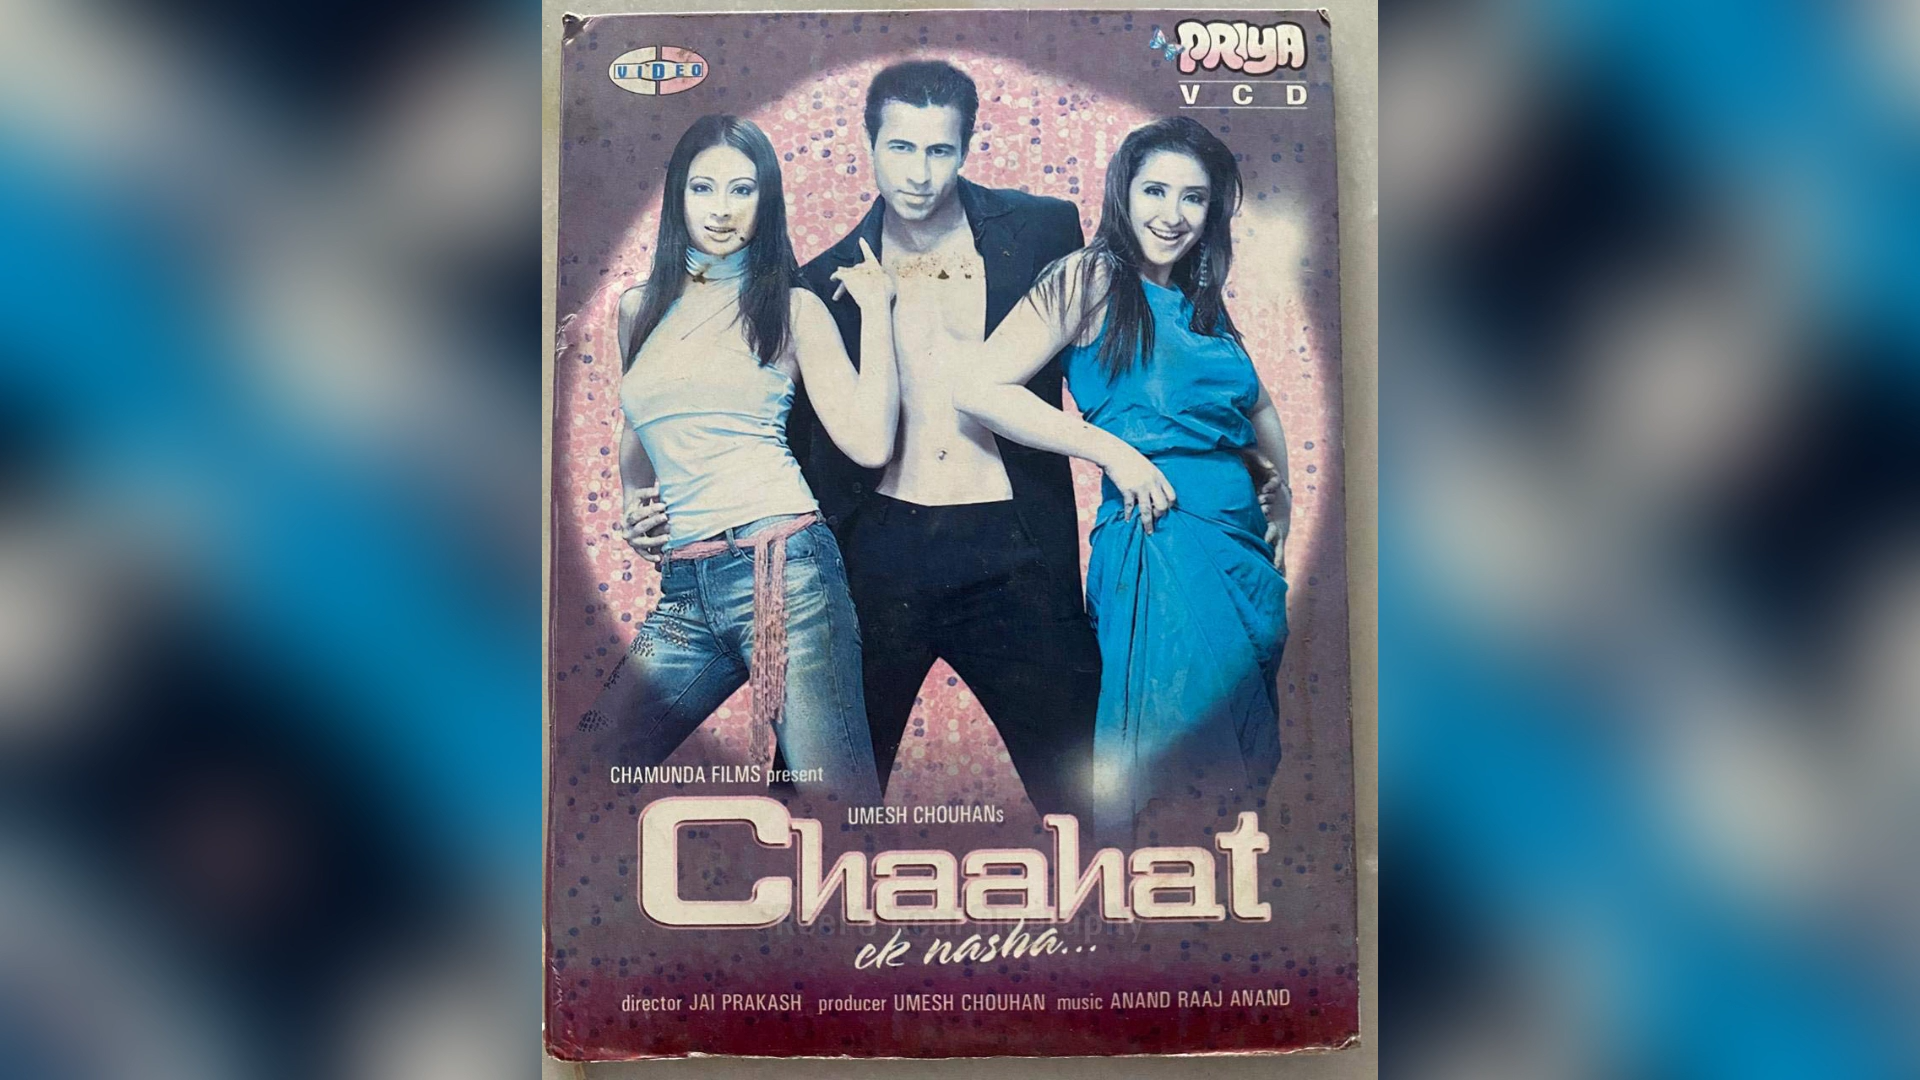 VIDEO
CD
PRIYA
VCD
CHAMUNDA FILMS present
UMESH CHOUHANs
Chaahat
ek nasha...
director JAI PRAKASH producer UMESH CHOUHAN music ANAND RAAJ ANAND